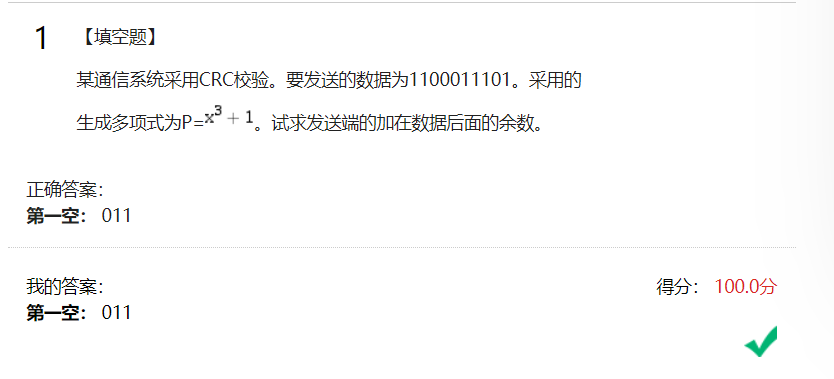 1 【填空题】
某通信系统采用CRC校验。要发送的数据为1100011101。采用的
生成多项式为P=x³ + 1。试求发送端的加在数据后面的余数。
正确答案：
第一空： 011
我的答案： 得分： 100.0分
第一空： 011